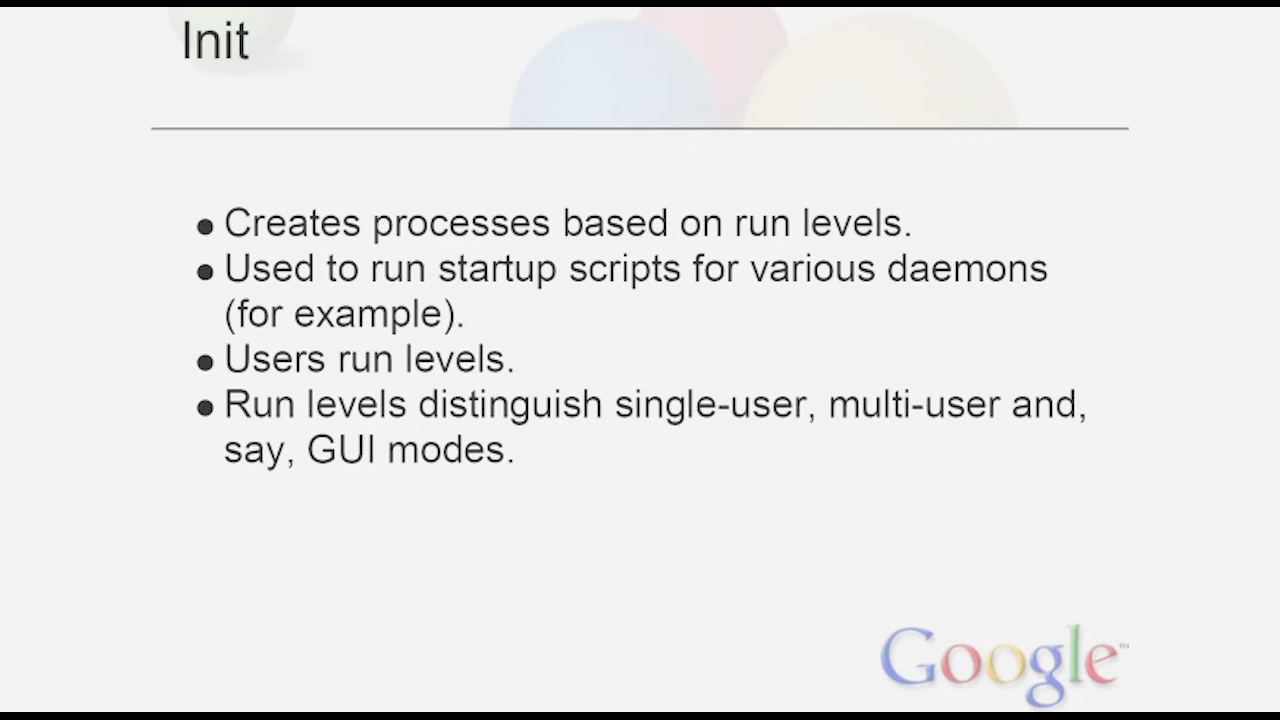 Init
● Creates processes based on run levels.
● Used to run startup scripts for various daemons
(for example).
● Users run levels.
● Run levels distinguish single-user, multi-user and,
say, GUI modes.
Google™